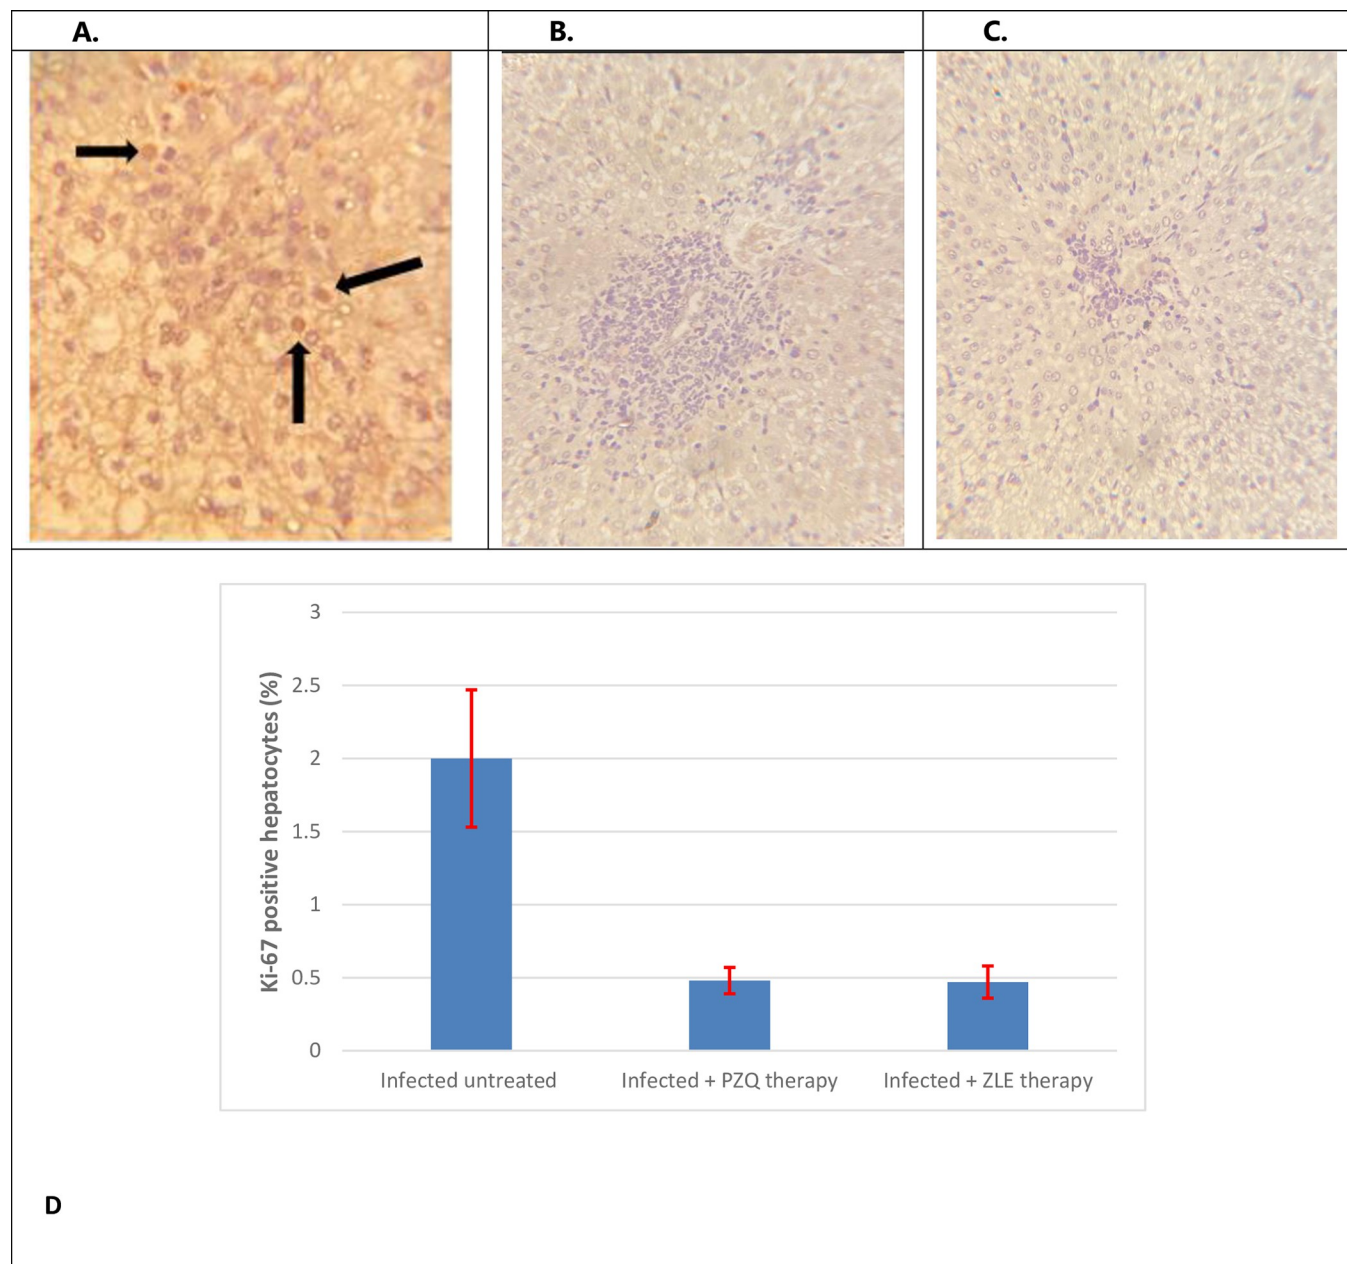 A.
B.
C.
3
2.5
2
1.5
1
0.5
0
Ki-67 positive hepatocytes (%)
Infected untreated
Infected + PZQ therapy
Infected + ZLE therapy
D